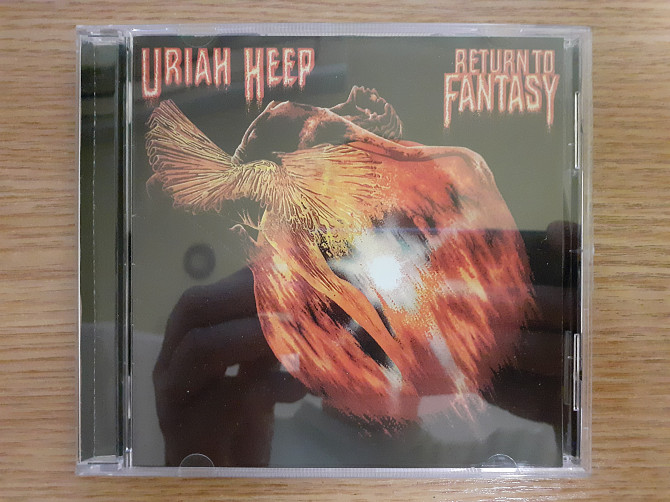 URIAH HEEP
RETURN TO
FANTASY